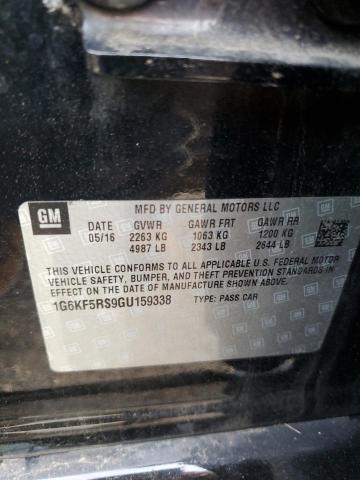 GM
MFD BY GENERAL MOTORS LLC
DATE GVWR GAWR FRT GAWR RR
05/16 2263 KG 1063 KG 1200 KG
4987 LB 2343 LB 2644 LB
THIS VEHICLE CONFORMS TO ALL APPLICABLE U.S. FEDERAL MOTOR
VEHICLE SAFETY, BUMPER, AND THEFT PREVENTION STANDARDS IN
EFFECT ON THE DATE OF MANUFACTURE SHOWN ABOVE.
1G6KF5RS9GU159338 TYPE: PASS CAR